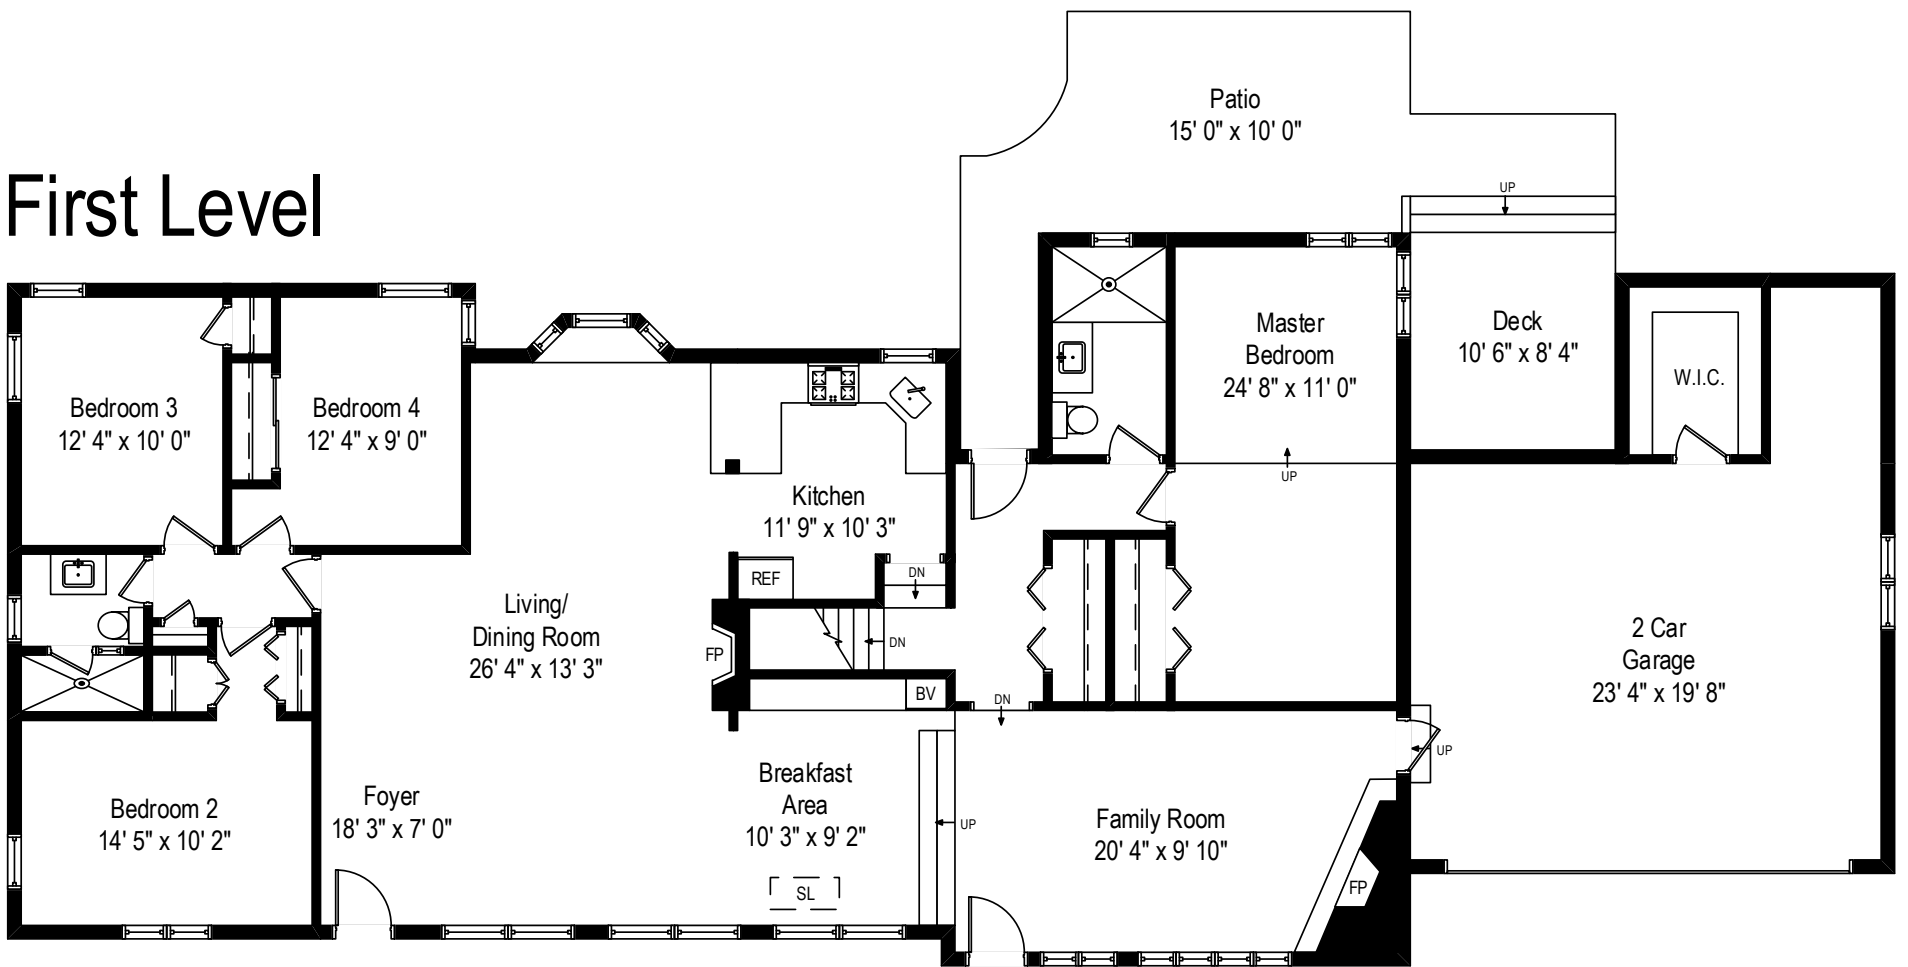 First Level
Patio
15' 0" x 10' 0"
UP
Bedroom 3
12' 4" x 10' 0"
Bedroom 4
12' 4" x 9' 0"
Master
Bedroom
24' 8" x 11' 0"
UP
Deck
10' 6" x 8' 4"
W.I.C.
Kitchen
11' 9" x 10' 3"
REF
DN
DN
Living/
Dining Room
26' 4" x 13' 3"
FP
BV
DN
2 Car
Garage
23' 4" x 19' 8"
UP
Bedroom 2
14' 5" x 10' 2"
Foyer
18' 3" x 7' 0"
Breakfast
Area
10' 3" x 9' 2"
SL
UP
Family Room
20' 4" x 9' 10"
FP